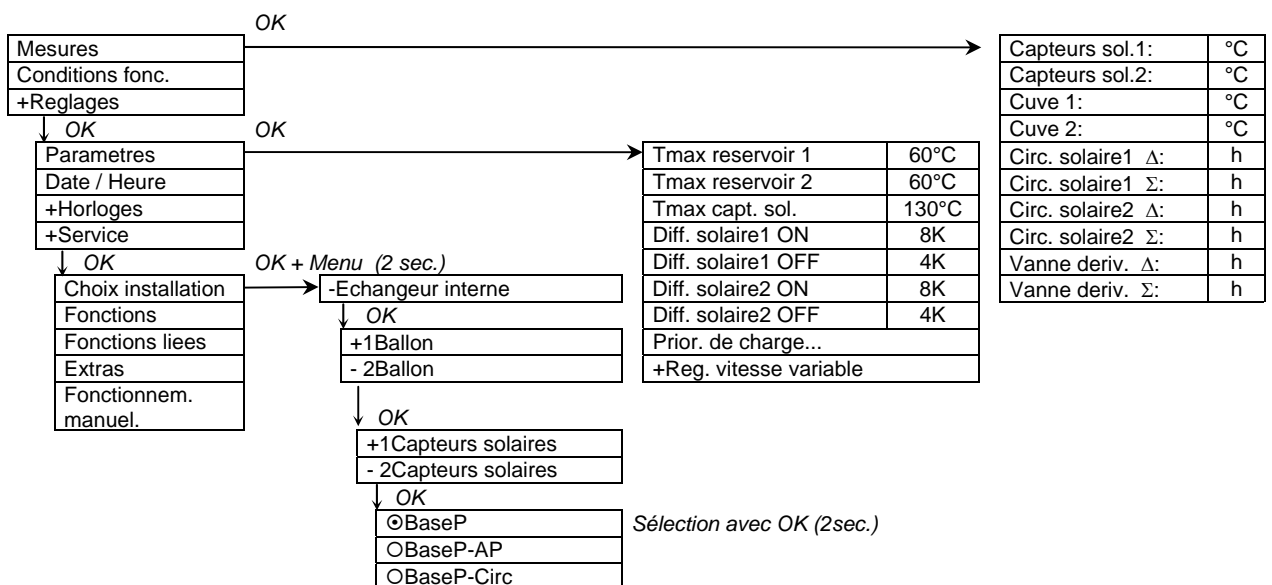 OK
Mesures
Conditions fonc.
+Reglages
OK
OK
Parametres
Date / Heure
+Horloges
+Service
OK
OK + Menu (2 sec.)
Choix installation
Fonctions
Fonctions liees
Extras
Fonctionnem.
manuel.
-Echangeur interne
OK
+1Ballon
- 2Ballon
OK
+1Capteurs solaires
- 2Capteurs solaires
OK
⊙BaseP
○BaseP-AP
○BaseP-Circ
Sélection avec OK (2sec.)
Tmax reservoir 1 60°C
Tmax reservoir 2 60°C
Tmax capt. sol. 130°C
Diff. solaire1 ON 8K
Diff. solaire1 OFF 4K
Diff. solaire2 ON 8K
Diff. solaire2 OFF 4K
Prior. de charge...
+Reg. vitesse variable
Capteurs sol.1: °C
Capteurs sol.2: °C
Cuve 1: °C
Cuve 2: °C
Circ. solaire1 Δ: h
Circ. solaire1 Σ: h
Circ. solaire2 Δ: h
Circ. solaire2 Σ: h
Vanne deriv. Δ: h
Vanne deriv. Σ: h